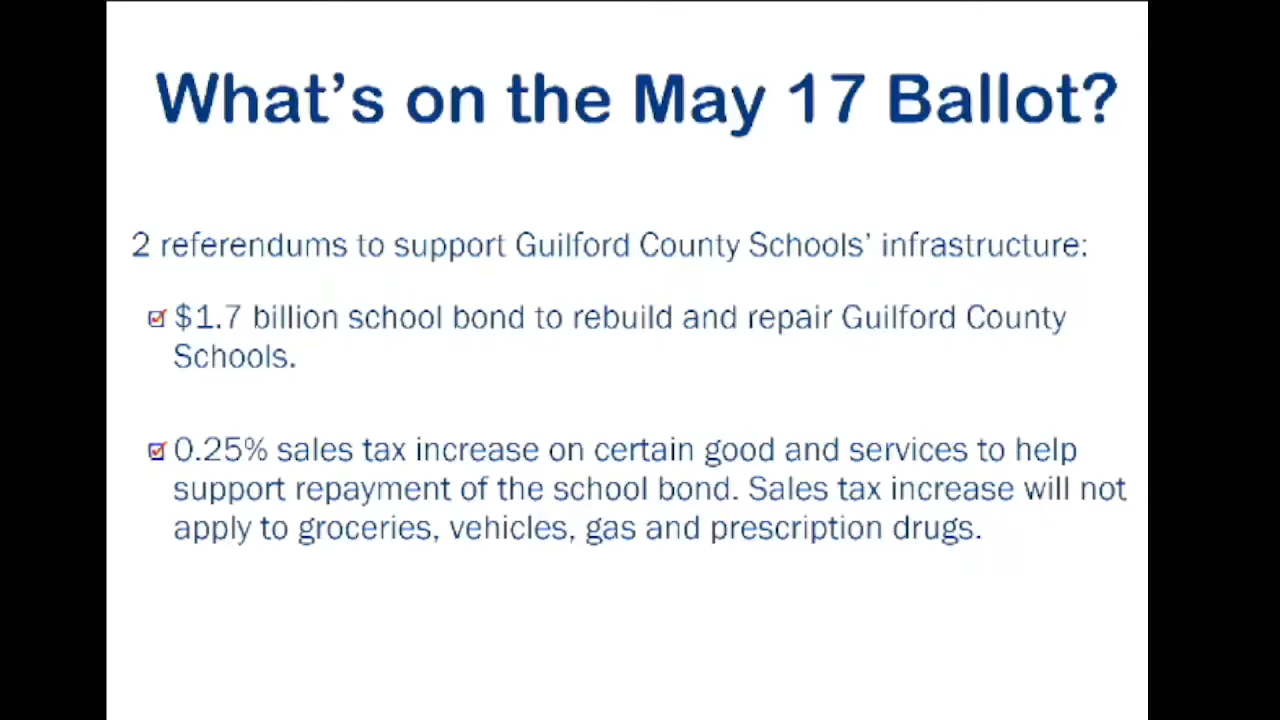 What's on the May 17 Ballot?
2 referendums to support Guilford County Schools' infrastructure:
$1.7 billion school bond to rebuild and repair Guilford County
Schools.
0.25% sales tax increase on certain good and services to help
support repayment of the school bond. Sales tax increase will not
apply to groceries, vehicles, gas and prescription drugs.